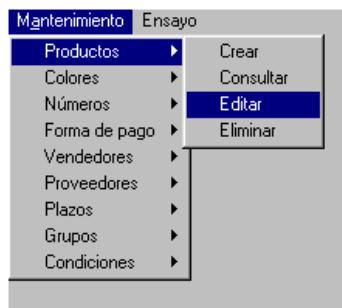 Mantenimiento Ensayo
Productos Crear
Colores Consultar
Números Editar
Forma de pago Eliminar
Vendedores
Proveedores
Plazos
Grupos
Condiciones